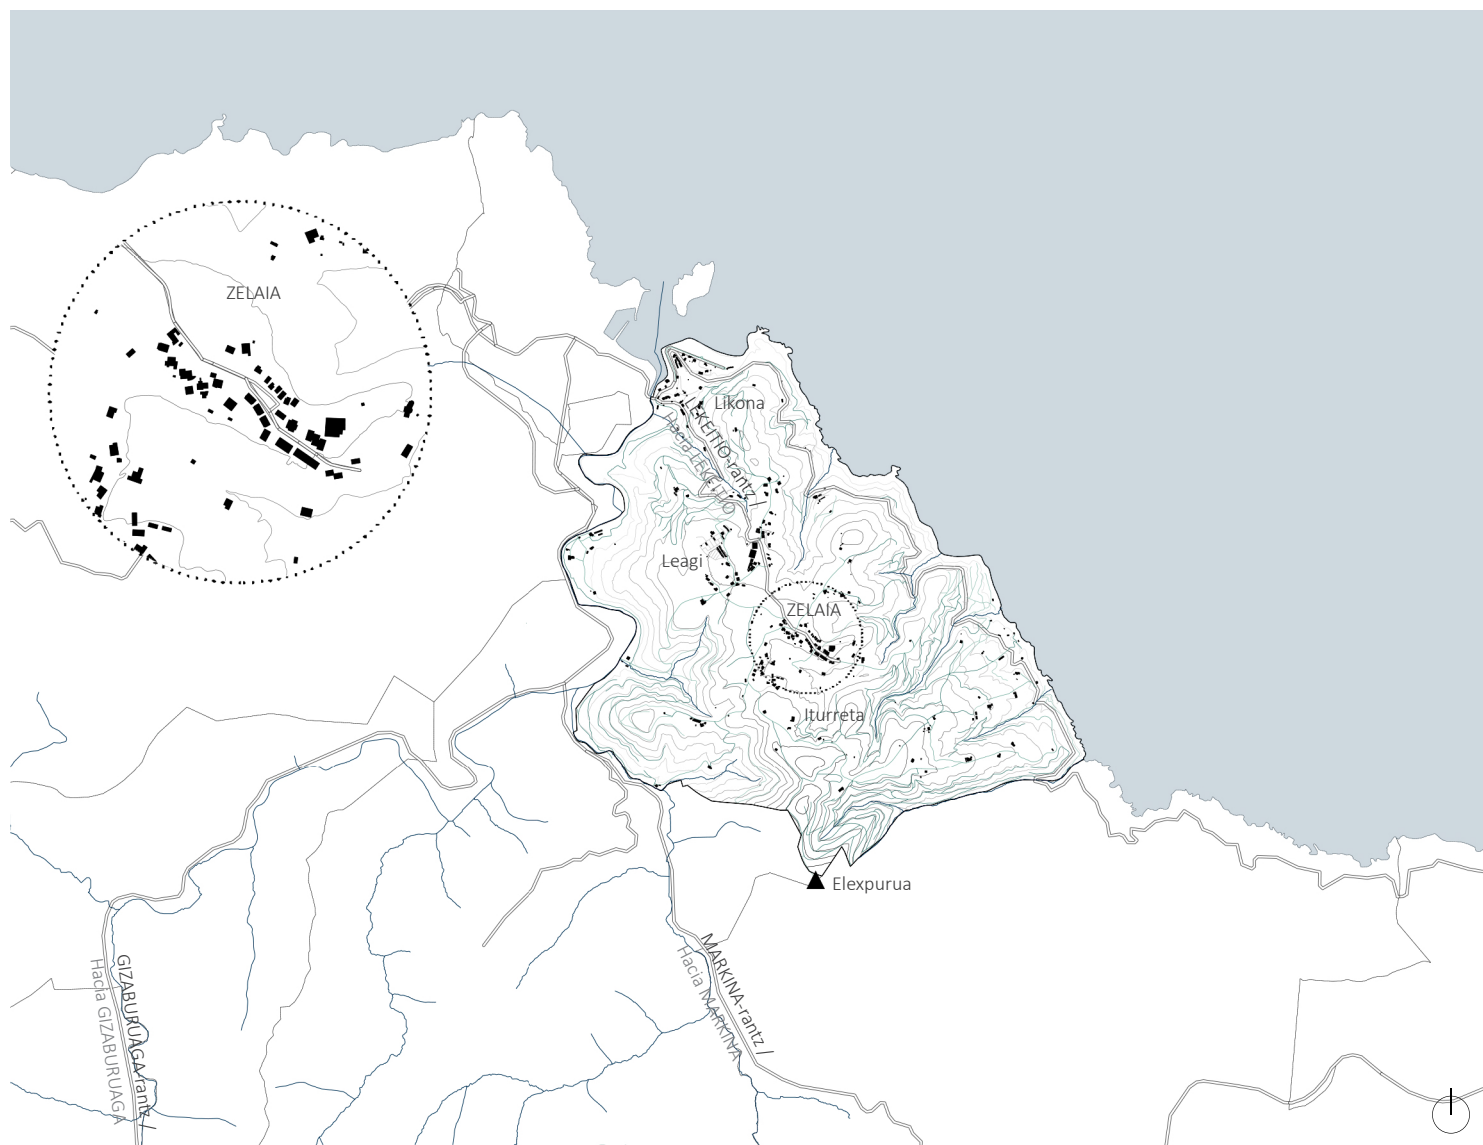 ZELAIA
Likona
LEKEITIO-rantz /
Hacia LEKEITIO
Leagi
ZELAIA
Iturreta
Elexpurua
MARKINA-rantz /
Hacia MARKINA
GIZABURUAGA-rantz /
Hacia GIZABURUAGA